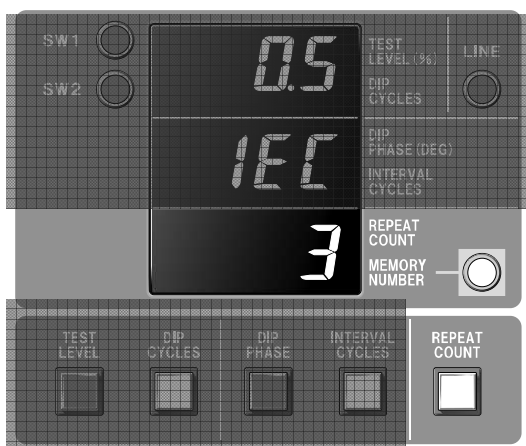 SW1
SW2
0.5
TEST
LEVEL (%)
DIP
CYCLES
LINE
1EC
DIP
PHASE (DEG)
INTERVAL
CYCLES
3
REPEAT
COUNT
MEMORY
NUMBER
TEST
LEVEL
DIP
CYCLES
DIP
PHASE
INTERVAL
CYCLES
REPEAT
COUNT